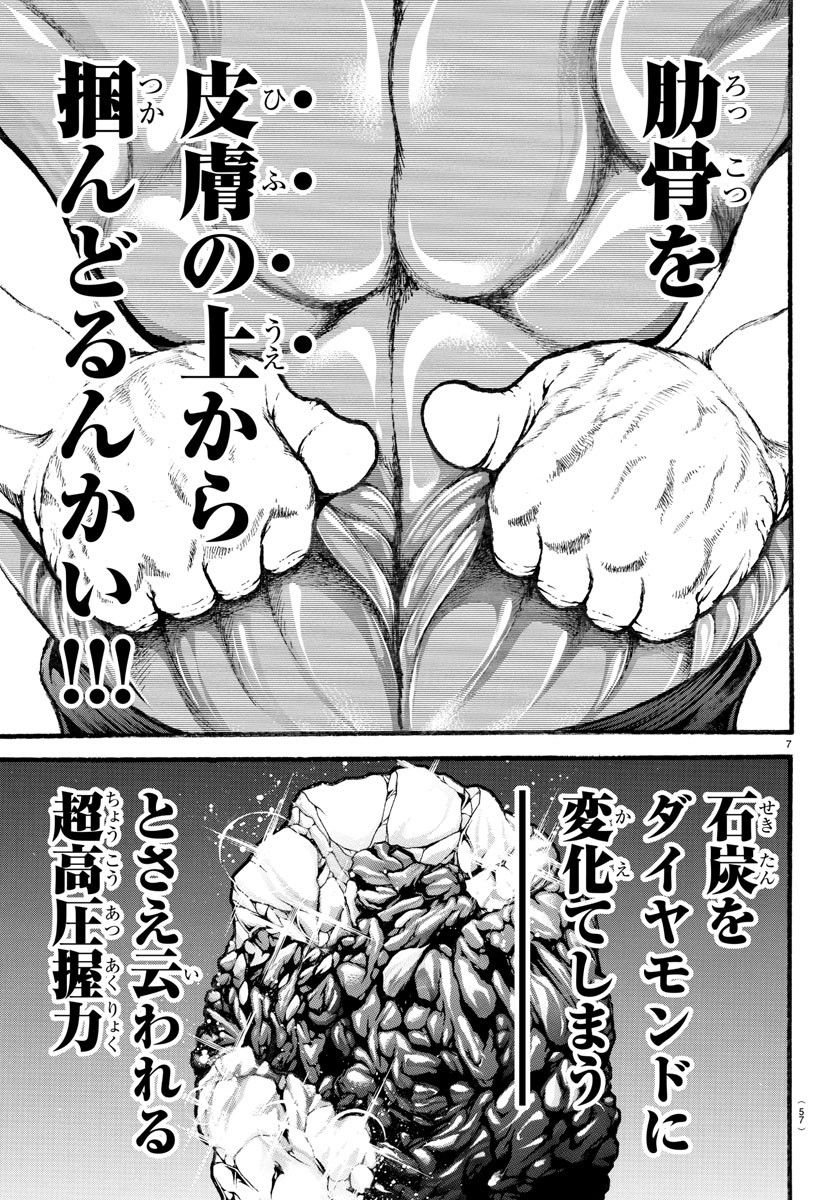 肋骨を
皮膚の上から
掴んどるんかい!!!
7
石炭を
ダイヤモンドに
変化てしまう
とさえ云われる
超高圧握力
(57)